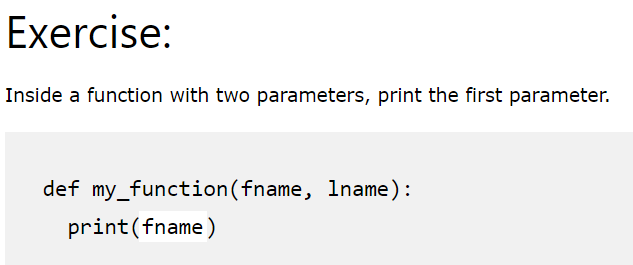 Exercise:
Inside a function with two parameters, print the first parameter.
def my_function(fname, lname):
print(fname)